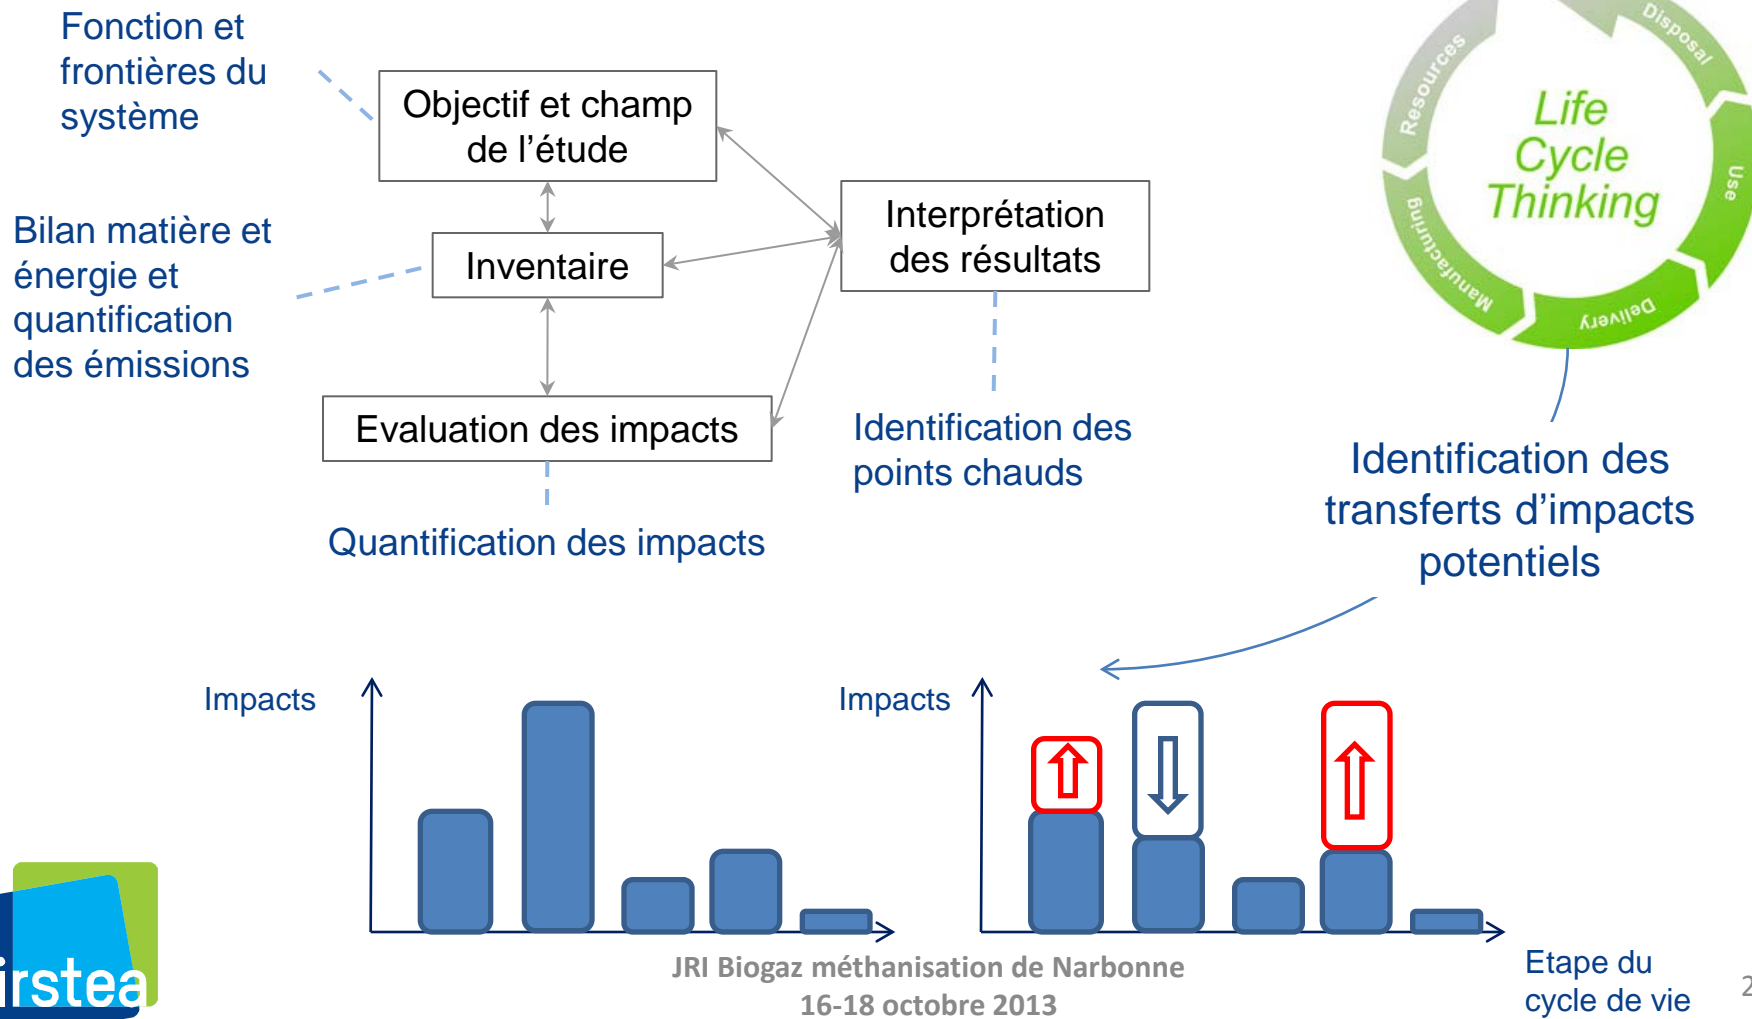 Fonction et
frontières du
système
Objectif et champ
de l'étude
Bilan matière et
énergie et
quantification
des émissions
Inventaire
Interprétation
des résultats
Evaluation des impacts
Quantification des impacts
Identification des
points chauds
Resources
Disposal
Use
Delivery
Manufacturing
Life
Cycle
Thinking
Identification des
transferts d'impacts
potentiels
Impacts
Impacts
Etape du
cycle de vie
irstea
JRI Biogaz méthanisation de Narbonne
16-18 octobre 2013
2